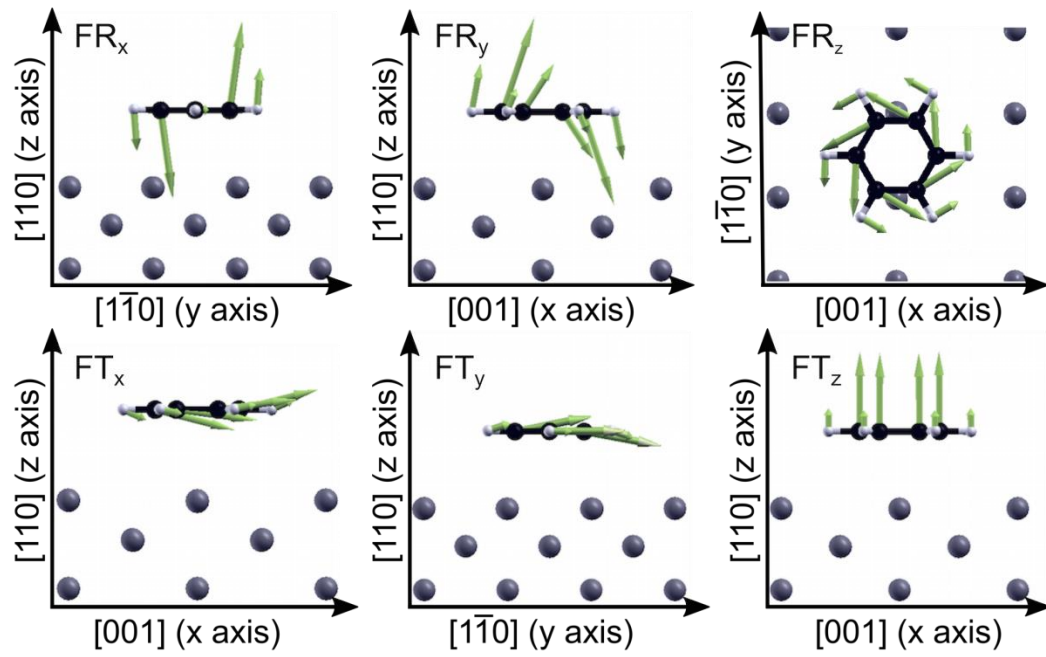 FRx
[110] (z axis)
[11̅0] (y axis)
FRy
[110] (z axis)
[001] (x axis)
FRz
[11̅0] (y axis)
[001] (x axis)
FTx
[110] (z axis)
[001] (x axis)
FTy
[110] (z axis)
[11̅0] (y axis)
FTz
[110] (z axis)
[001] (x axis)